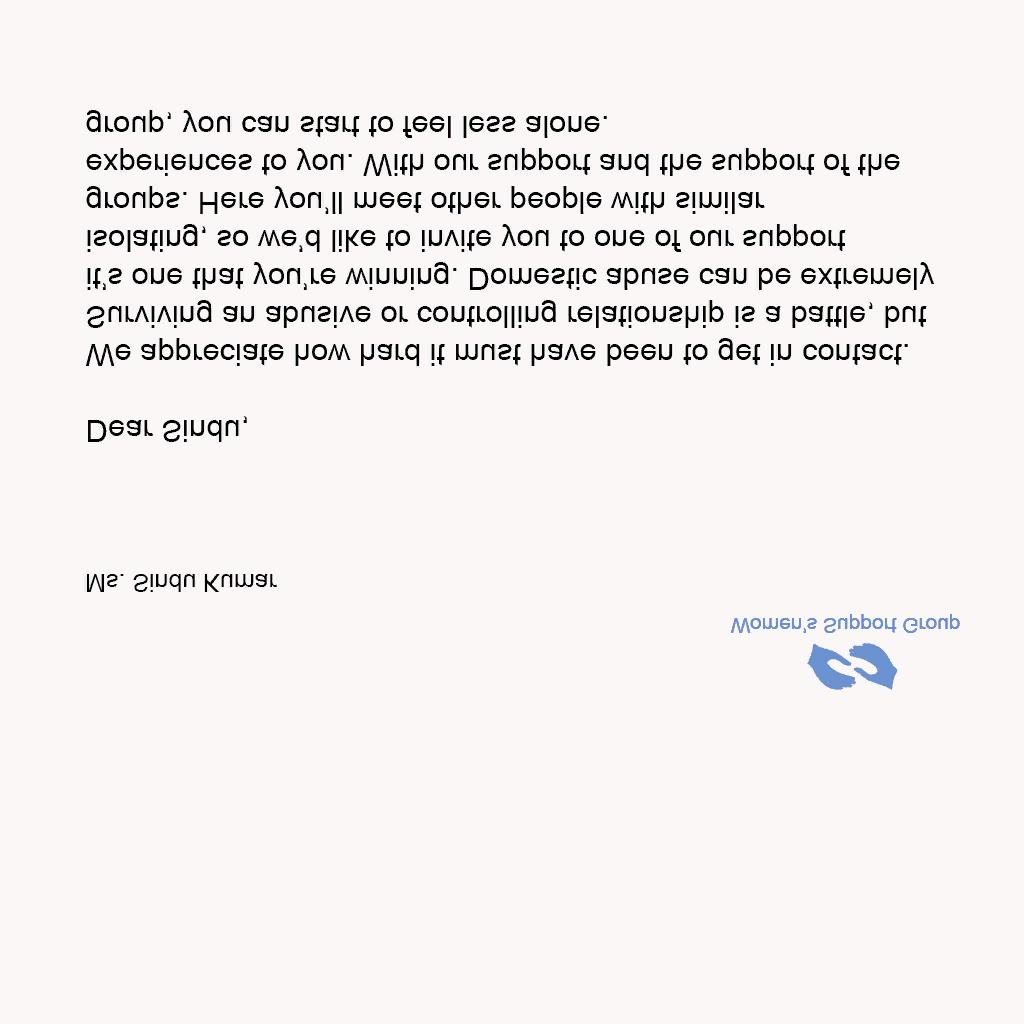 Women's Support Group
Ms. Sindu Kumar
Dear Sindu,
We appreciate how hard it must have been to get in contact.
Surviving an abusive or controlling relationship is a battle, but
it's one that you're winning. Domestic abuse can be extremely
isolating, so we'd like to invite you to one of our support
groups. Here you'll meet other people with similar
experiences to you. With our support and the support of the
group, you can start to feel less alone.